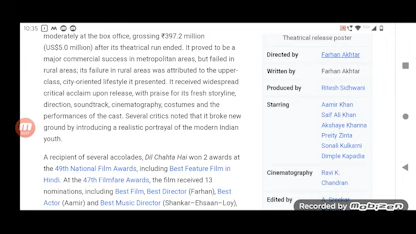 10:35
moderately at the box office, grossing ₹397.2 million
(US$5.0 million) after its theatrical run ended. It proved to be a
major commercial success in metropolitan areas, but failed in
rural areas; its failure in rural areas was attributed to the upper-
class, city-oriented lifestyle it presented. It received widespread
critical acclaim upon release, with praise for its fresh storyline,
direction, soundtrack, cinematography, costumes and the
performances of the cast. Several critics noted that it broke new
ground by introducing a realistic portrayal of the modern Indian
youth.
A recipient of several accolades, Dil Chahta Hai won 2 awards at
the 49th National Film Awards, including Best Feature Film in
Hindi. At the 47th Filmfare Awards, the film received 13
nominations, including Best Film, Best Director (Farhan), Best
Actor (Aamir) and Best Music Director (Shankar–Ehsaan–Loy),
Theatrical release poster
Directed by Farhan Akhtar
Written by Farhan Akhtar
Produced by Ritesh Sidhwani
Starring Aamir Khan
Saif Ali Khan
Akshaye Khanna
Preity Zinta
Sonali Kulkarni
Dimple Kapadia
Cinematography Ravi K.
Chandran
Edited by A.
Recorded by Mobizen